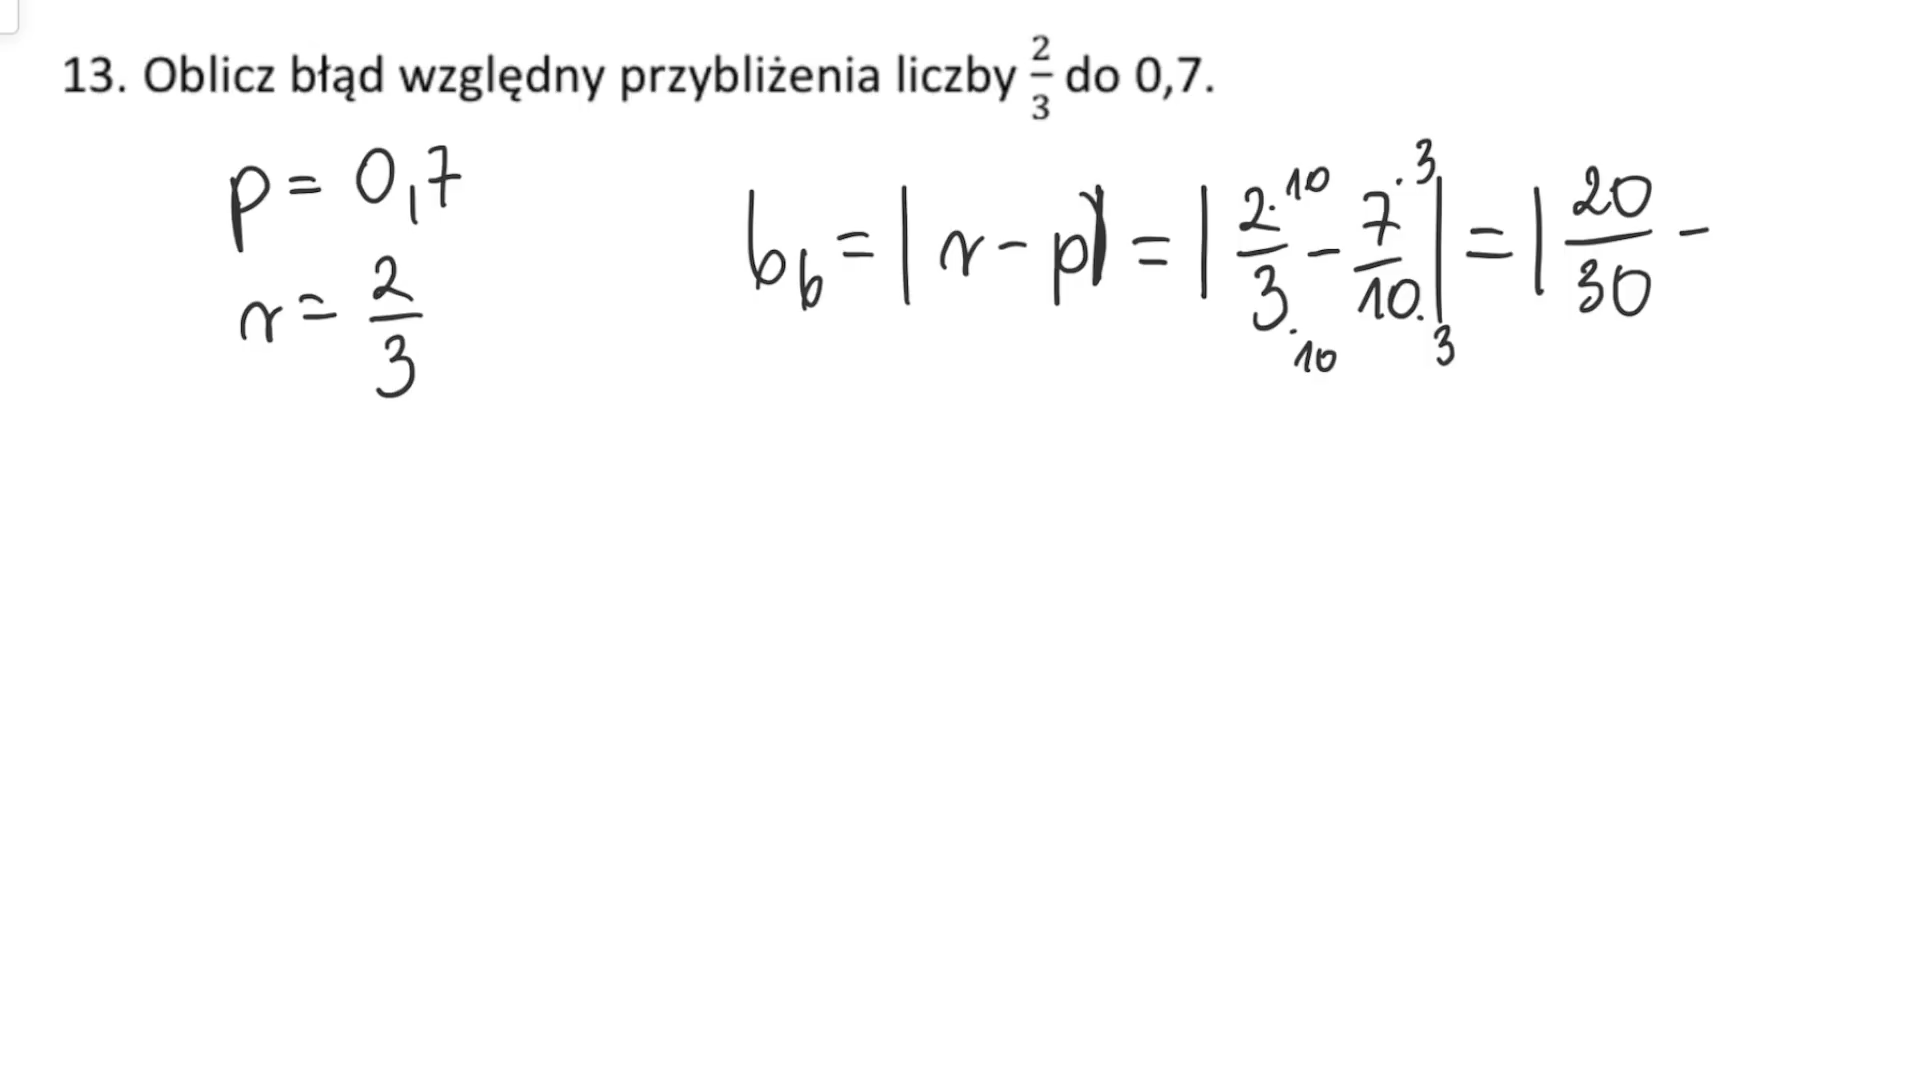 13. Oblicz błąd względny przybliżenia liczby 2/3 do 0,7.
p = 0,7
r = 2/3
b_b = |r - p| = |2·10/3·10 - 7·3/10·3| = |20/30 -